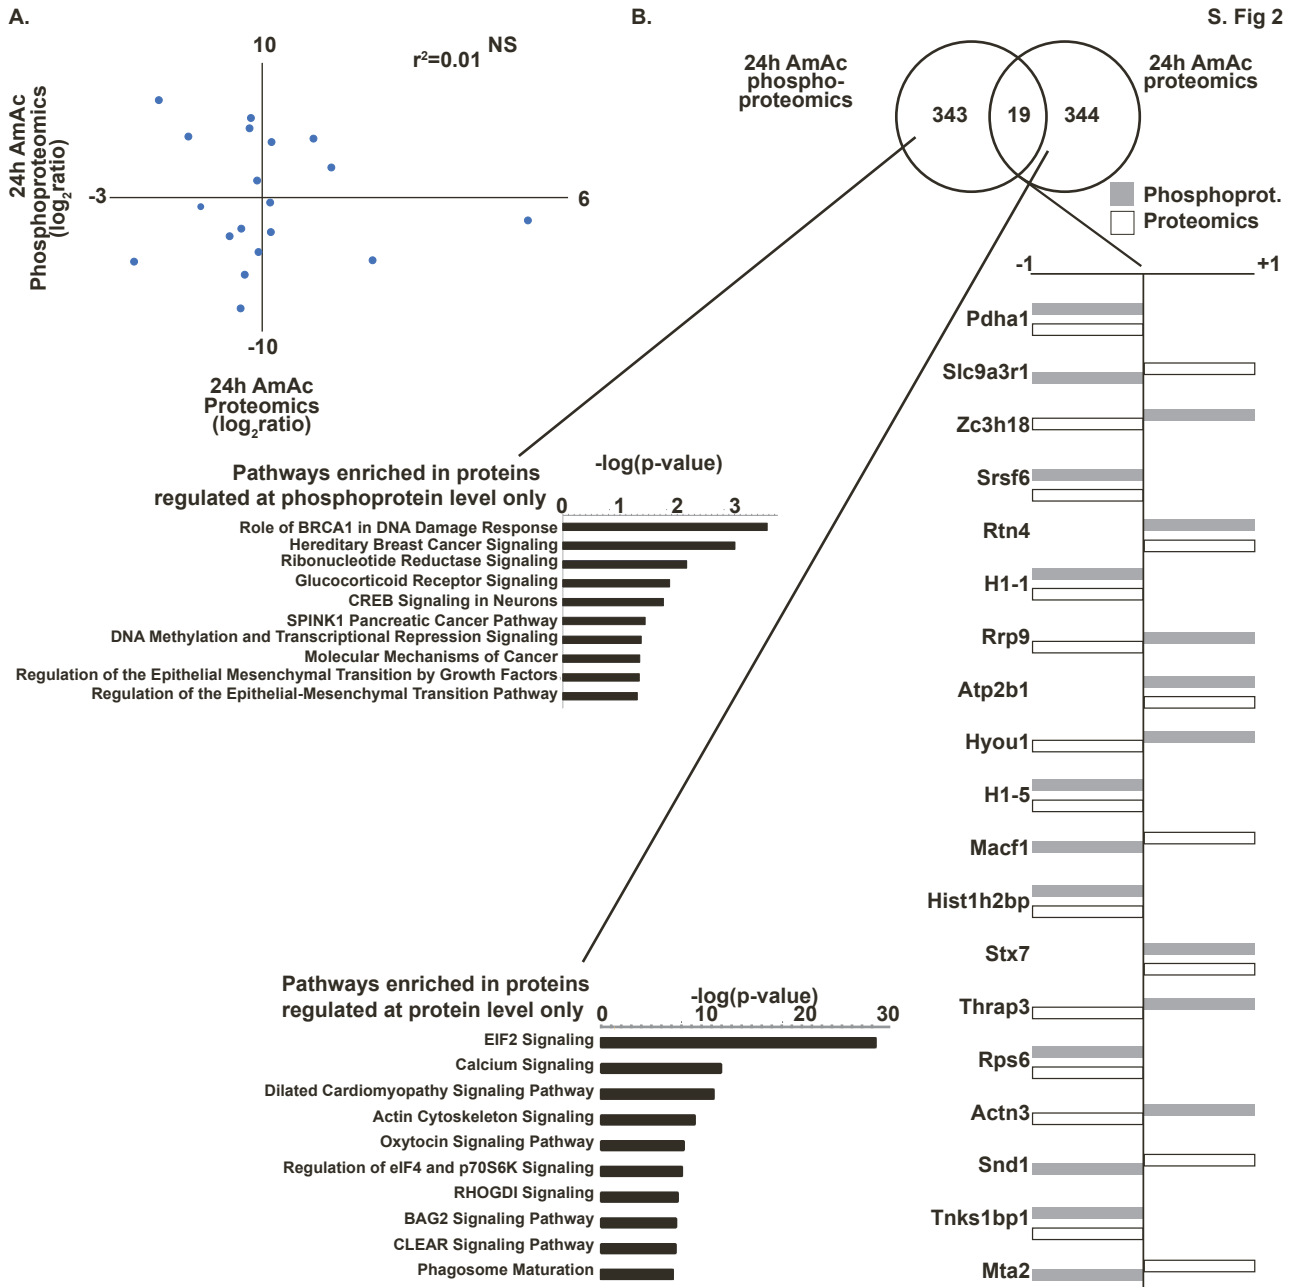 A.
B.
S. Fig 2
10
r²=0.01 NS
24h AmAc
Phosphoproteomics
(log₂ratio)
-3
6
-10
24h AmAc
Proteomics
(log₂ratio)
24h AmAc
phospho-
proteomics
343
19
344
24h AmAc
proteomics
Phosphoprot.
Proteomics
-1
+1
Pdha1
Slc9a3r1
Zc3h18
Srsf6
Rtn4
H1-1
Rrp9
Atp2b1
Hyou1
H1-5
Macf1
Hist1h2bp
Stx7
Thrap3
Rps6
Actn3
Snd1
Tnks1bp1
Mta2
Pathways enriched in proteins
regulated at phosphoprotein level only
-log(p-value)
0 1 2 3
Role of BRCA1 in DNA Damage Response
Hereditary Breast Cancer Signaling
Ribonucleotide Reductase Signaling
Glucocorticoid Receptor Signaling
CREB Signaling in Neurons
SPINK1 Pancreatic Cancer Pathway
DNA Methylation and Transcriptional Repression Signaling
Molecular Mechanisms of Cancer
Regulation of the Epithelial Mesenchymal Transition by Growth Factors
Regulation of the Epithelial-Mesenchymal Transition Pathway
Pathways enriched in proteins
regulated at protein level only
-log(p-value)
0 10 20 30
EIF2 Signaling
Calcium Signaling
Dilated Cardiomyopathy Signaling Pathway
Actin Cytoskeleton Signaling
Oxytocin Signaling Pathway
Regulation of eIF4 and p70S6K Signaling
RHOGDI Signaling
BAG2 Signaling Pathway
CLEAR Signaling Pathway
Phagosome Maturation